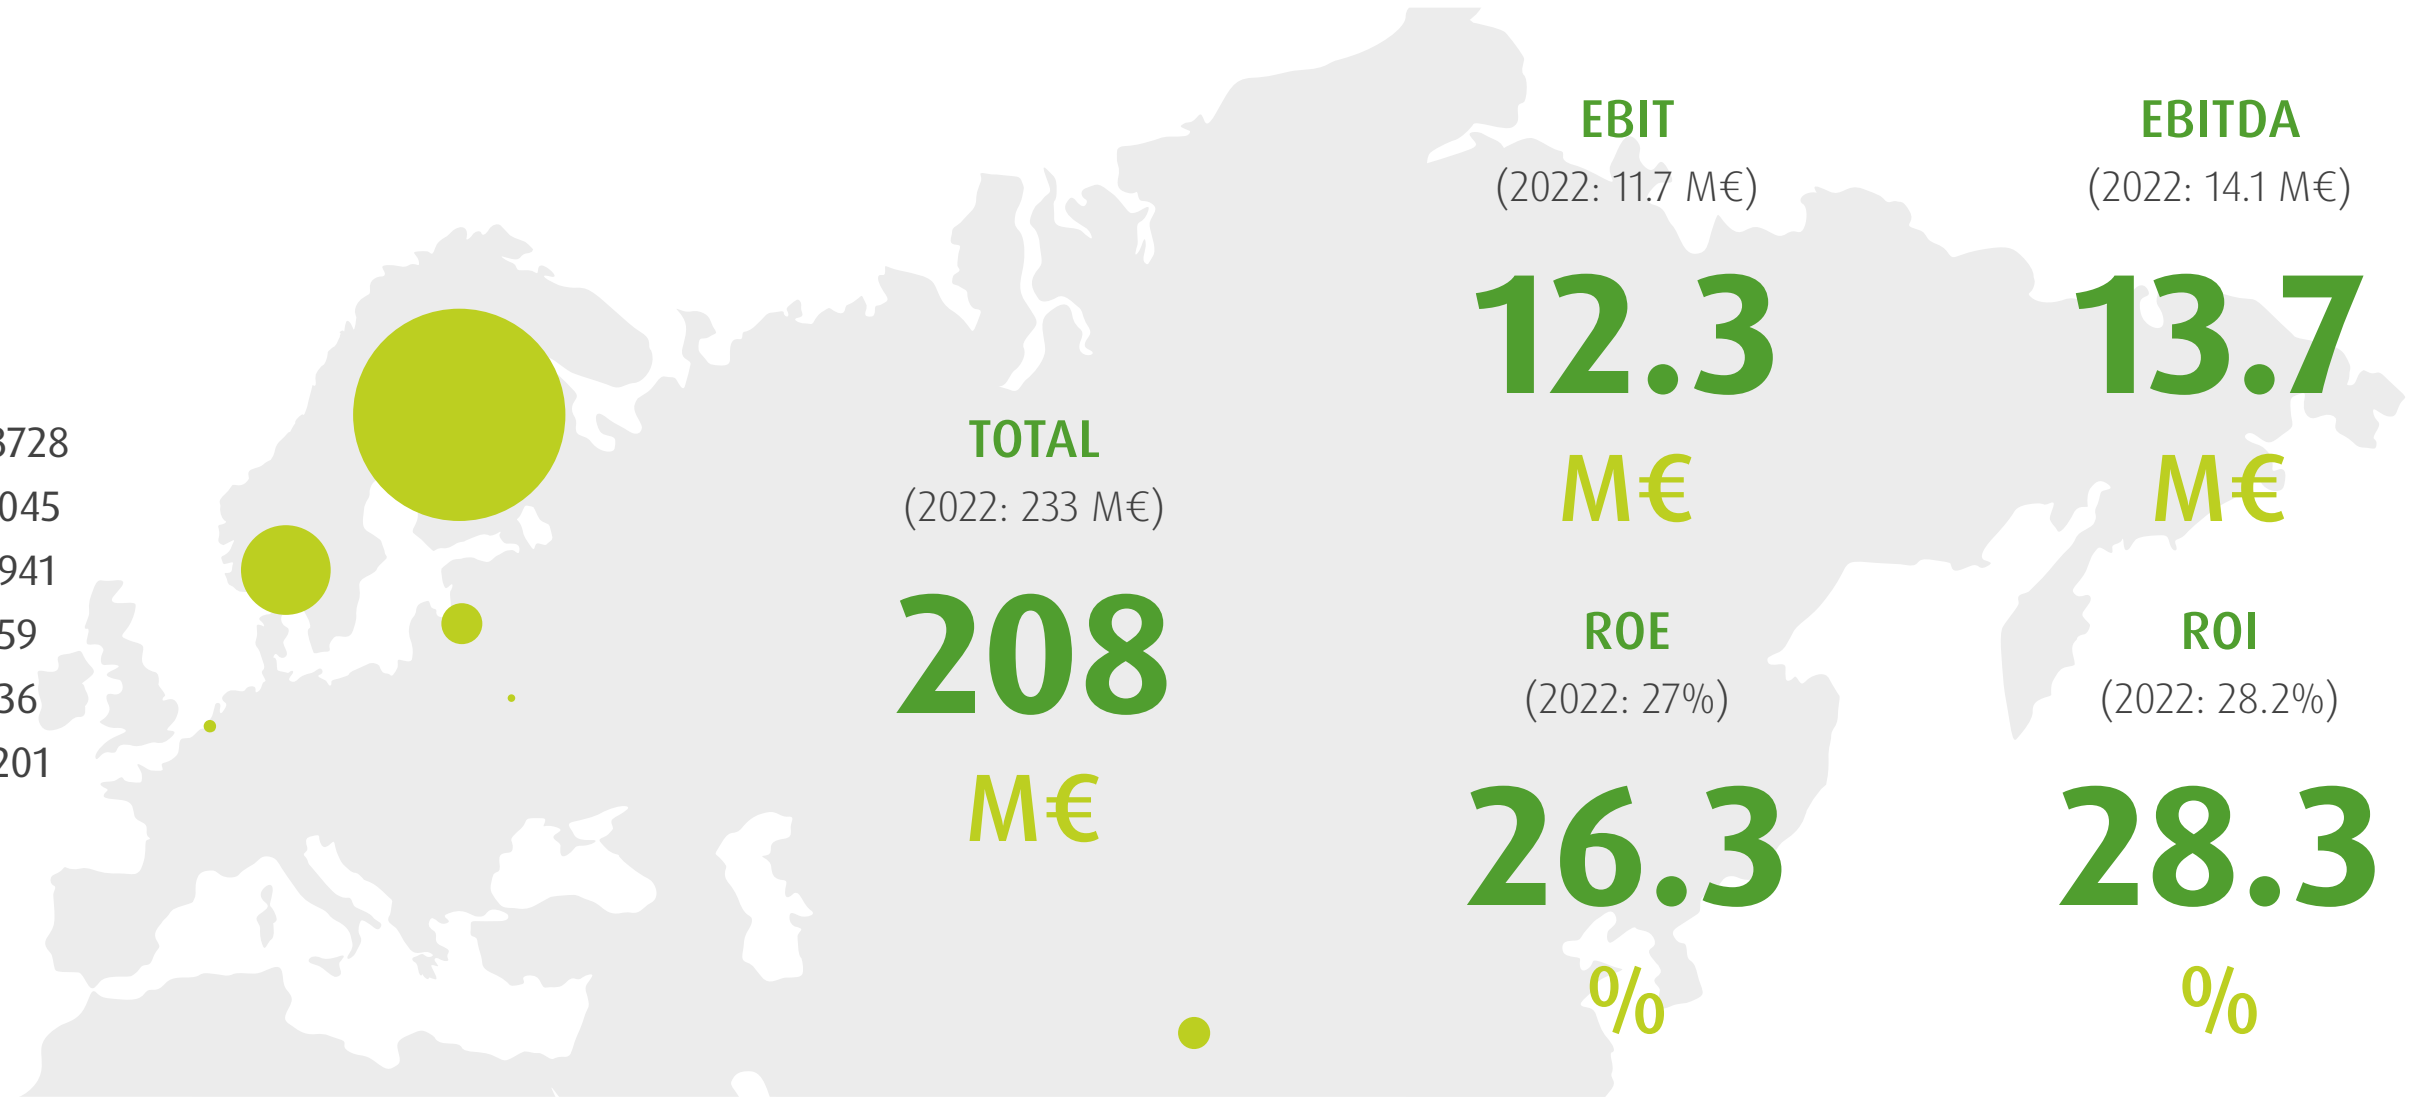 3728
045
941
59
36
201
TOTAL
(2022: 233 M€)
208
M€
EBIT
(2022: 11.7 M€)
12.3
M€
EBITDA
(2022: 14.1 M€)
13.7
M€
ROE
(2022: 27%)
26.3
%
ROI
(2022: 28.2%)
28.3
%